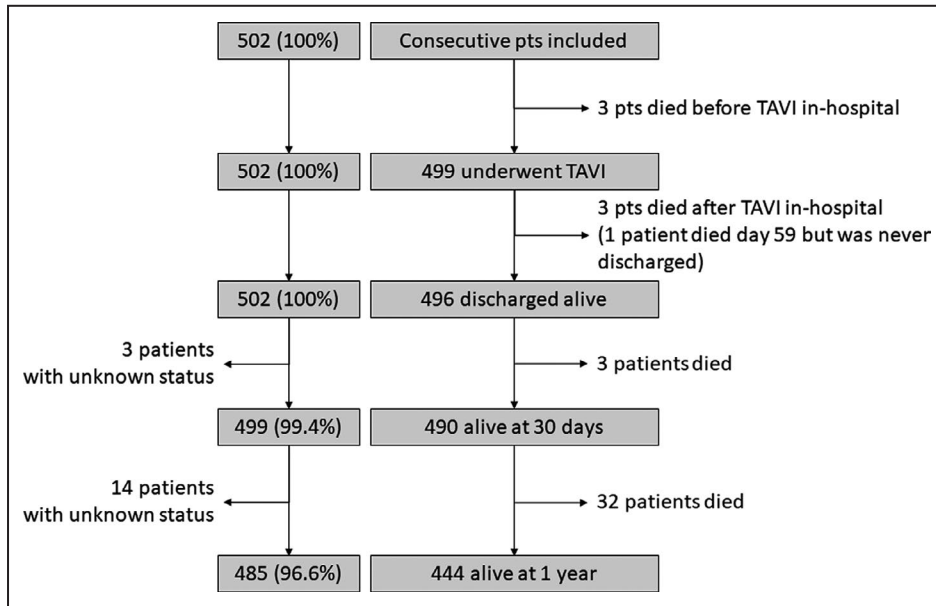 502 (100%)
Consecutive pts included
3 pts died before TAVI in-hospital
502 (100%)
499 underwent TAVI
3 pts died after TAVI in-hospital
(1 patient died day 59 but was never
discharged)
502 (100%)
496 discharged alive
3 patients
with unknown status
3 patients died
499 (99.4%)
490 alive at 30 days
14 patients
with unknown status
32 patients died
485 (96.6%)
444 alive at 1 year